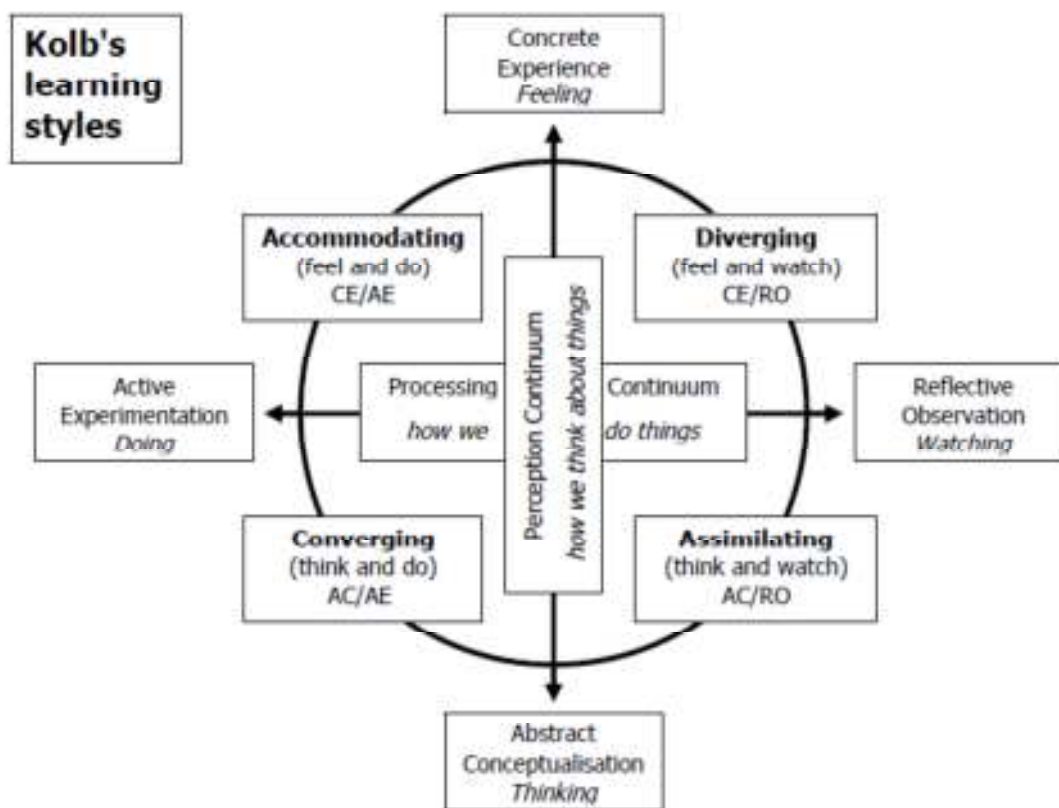 Kolb's
learning
styles
Concrete
Experience
Feeling
Accommodating
(feel and do)
CE/AE
Diverging
(feel and watch)
CE/RO
Perception Continuum
how we think about things
Active
Experimentation
Doing
Processing Continuum
how we do things
Reflective
Observation
Watching
Converging
(think and do)
AC/AE
Assimilating
(think and watch)
AC/RO
Abstract
Conceptualisation
Thinking